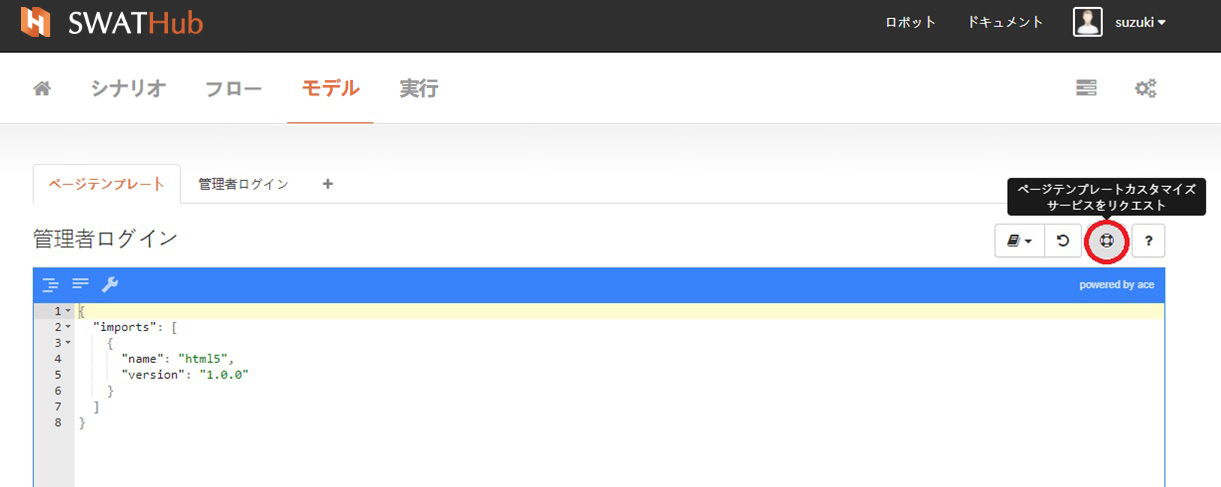 SWATHub
ロボット ドキュメント suzuki
シナリオ フロー モデル 実行
ページテンプレート 管理者ログイン +
ページテンプレートカスタマイズ
サービスをリクエスト
管理者ログイン
?
powered by ace
1 {
2 "imports": [
3 {
4 "name": "html5",
5 "version": "1.0.0"
6 }
7 ]
8 }